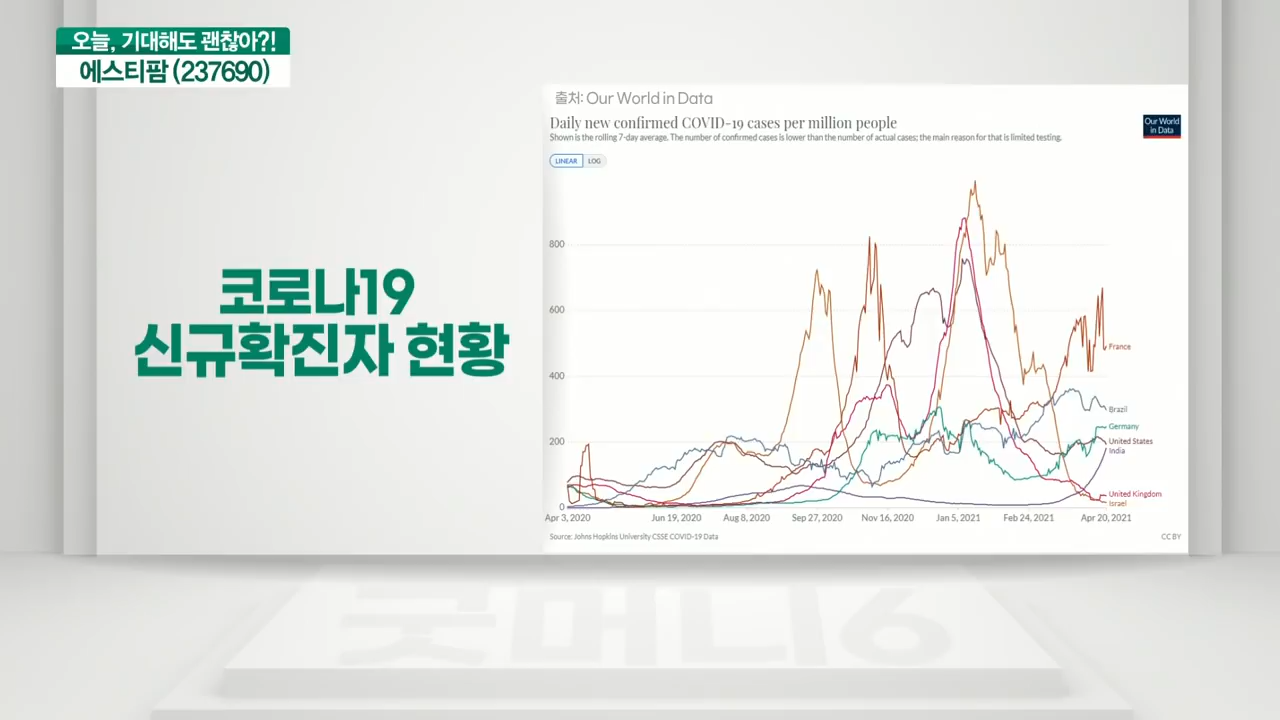 오늘, 기대해도 괜찮아?!
에스티팜 (237690)
코로나19
신규확진자 현황
출처: Our World in Data
Daily new confirmed COVID-19 cases per million people
Shown is the rolling 7-day average. The number of confirmed cases is lower than the number of actual cases; the main reason for that is limited testing.
Our World
in Data
LINEAR LOG
800
600
400
200
0
France
Brazil
Germany
United States
India
United Kingdom
Israel
Apr 3, 2020 Jun 19, 2020 Aug 8, 2020 Sep 27, 2020 Nov 16, 2020 Jan 5, 2021 Feb 24, 2021 Apr 20, 2021
Source: Johns Hopkins University CSSE COVID-19 Data CC BY
굿머니6